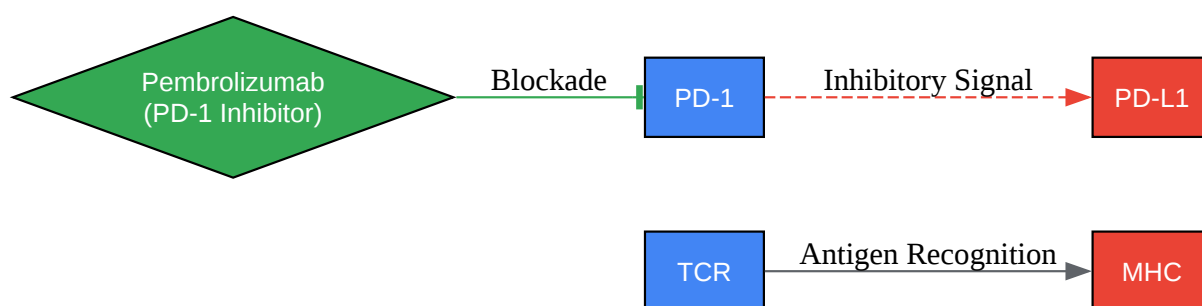 Pembrolizumab
(PD-1 Inhibitor)
Blockade
PD-1
Inhibitory Signal
PD-L1
TCR
Antigen Recognition
MHC